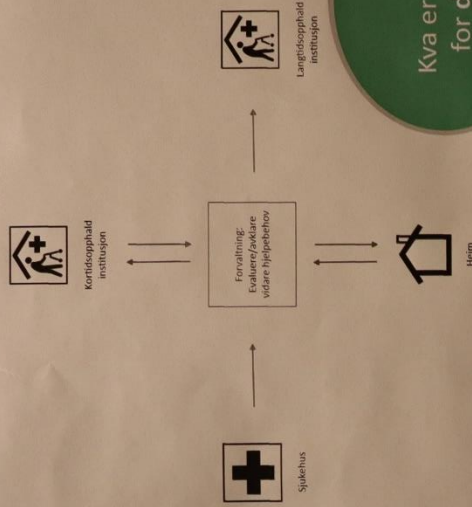 Kortidsopphald
institusjon
Sjukehus
Forvaltning:
Evaluere/avklare
vidare hjelpebehov
Langtidsopphald
institusjon
Heim
Kva er
for